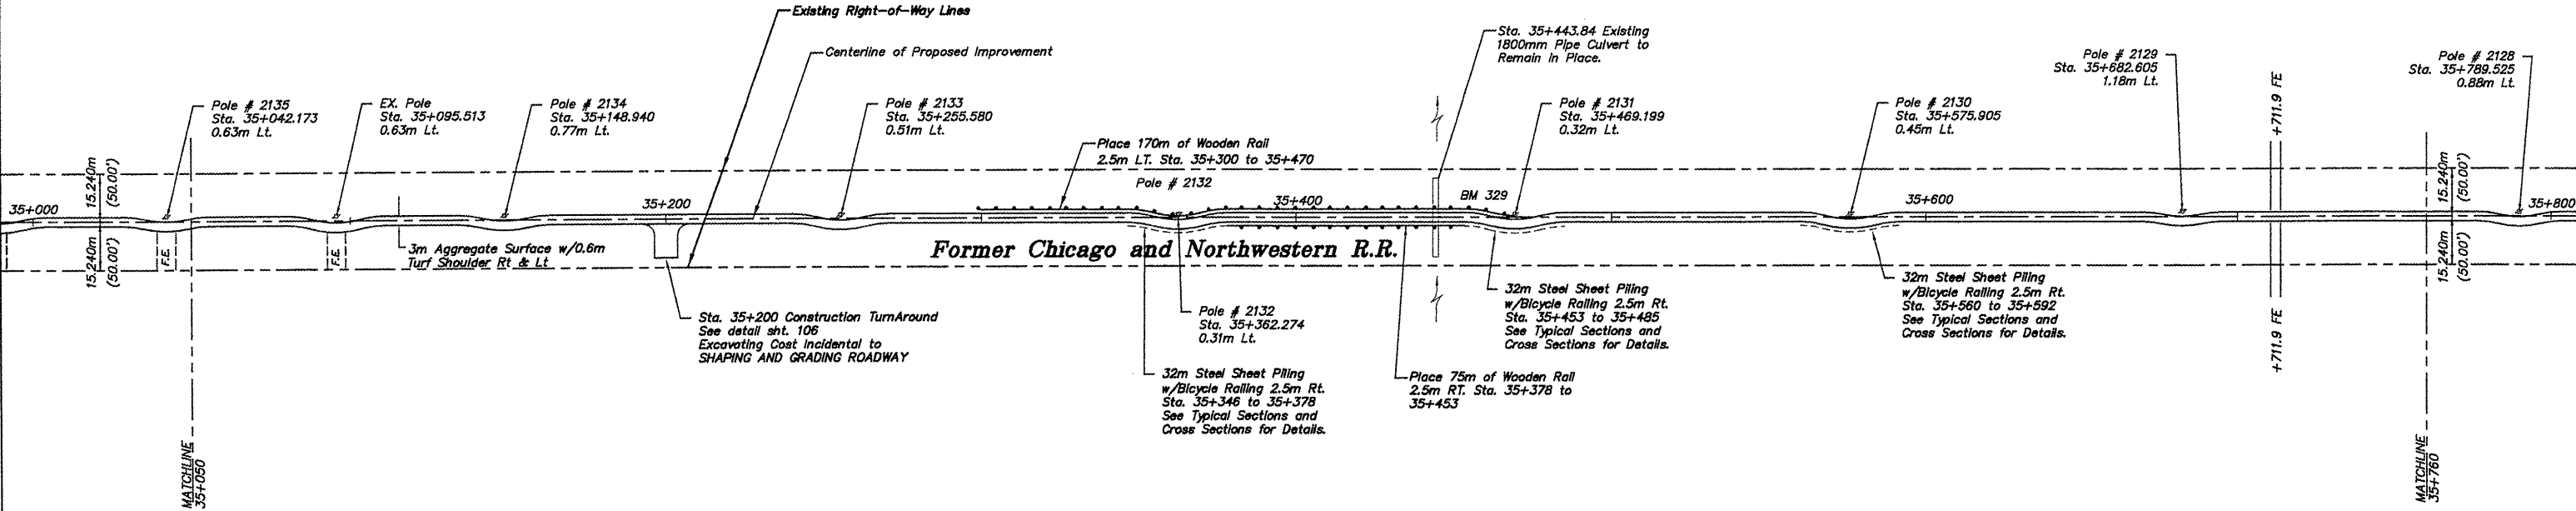 Existing Right-of-Way Lines
Centerline of Proposed Improvement
Sta. 35+443.84 Existing
1800mm Pipe Culvert to
Remain in Place.
Pole # 2129
Sta. 35+682.605
1.18m Lt.
Pole # 2128
Sta. 35+789.525
0.88m Lt.
Pole # 2135
Sta. 35+042.173
0.63m Lt.
EX. Pole
Sta. 35+095.513
0.63m Lt.
Pole # 2134
Sta. 35+148.940
0.77m Lt.
Pole # 2133
Sta. 35+255.580
0.51m Lt.
Pole # 2131
Sta. 35+469.199
0.32m Lt.
Pole # 2130
Sta. 35+575.905
0.45m Lt.
+711.9 FE
Place 170m of Wooden Rail
2.5m LT. Sta. 35+300 to 35+470
Pole # 2132
BM 329
15.240m
(50.00')
15.240m
(50.00')
35+000
35+200
35+400
35+600
35+800
15.240m
(50.00')
15.240m
(50.00')
F.E.
F.E.
3m Aggregate Surface w/0.6m
Turf Shoulder Rt & Lt
Former Chicago and Northwestern R.R.
Sta. 35+200 Construction TurnAround
See detail sht. 106
Excavating Cost Incidental to
SHAPING AND GRADING ROADWAY
Pole # 2132
Sta. 35+362.274
0.31m Lt.
32m Steel Sheet Piling
w/Bicycle Railing 2.5m Rt.
Sta. 35+453 to 35+485
See Typical Sections and
Cross Sections for Details.
32m Steel Sheet Piling
w/Bicycle Railing 2.5m Rt.
Sta. 35+560 to 35+592
See Typical Sections and
Cross Sections for Details.
+711.9 FE
32m Steel Sheet Piling
w/Bicycle Railing 2.5m Rt.
Sta. 35+346 to 35+378
See Typical Sections and
Cross Sections for Details.
Place 75m of Wooden Rail
2.5m RT. Sta. 35+378 to
35+453
MATCHLINE
35+050
MATCHLINE
35+760